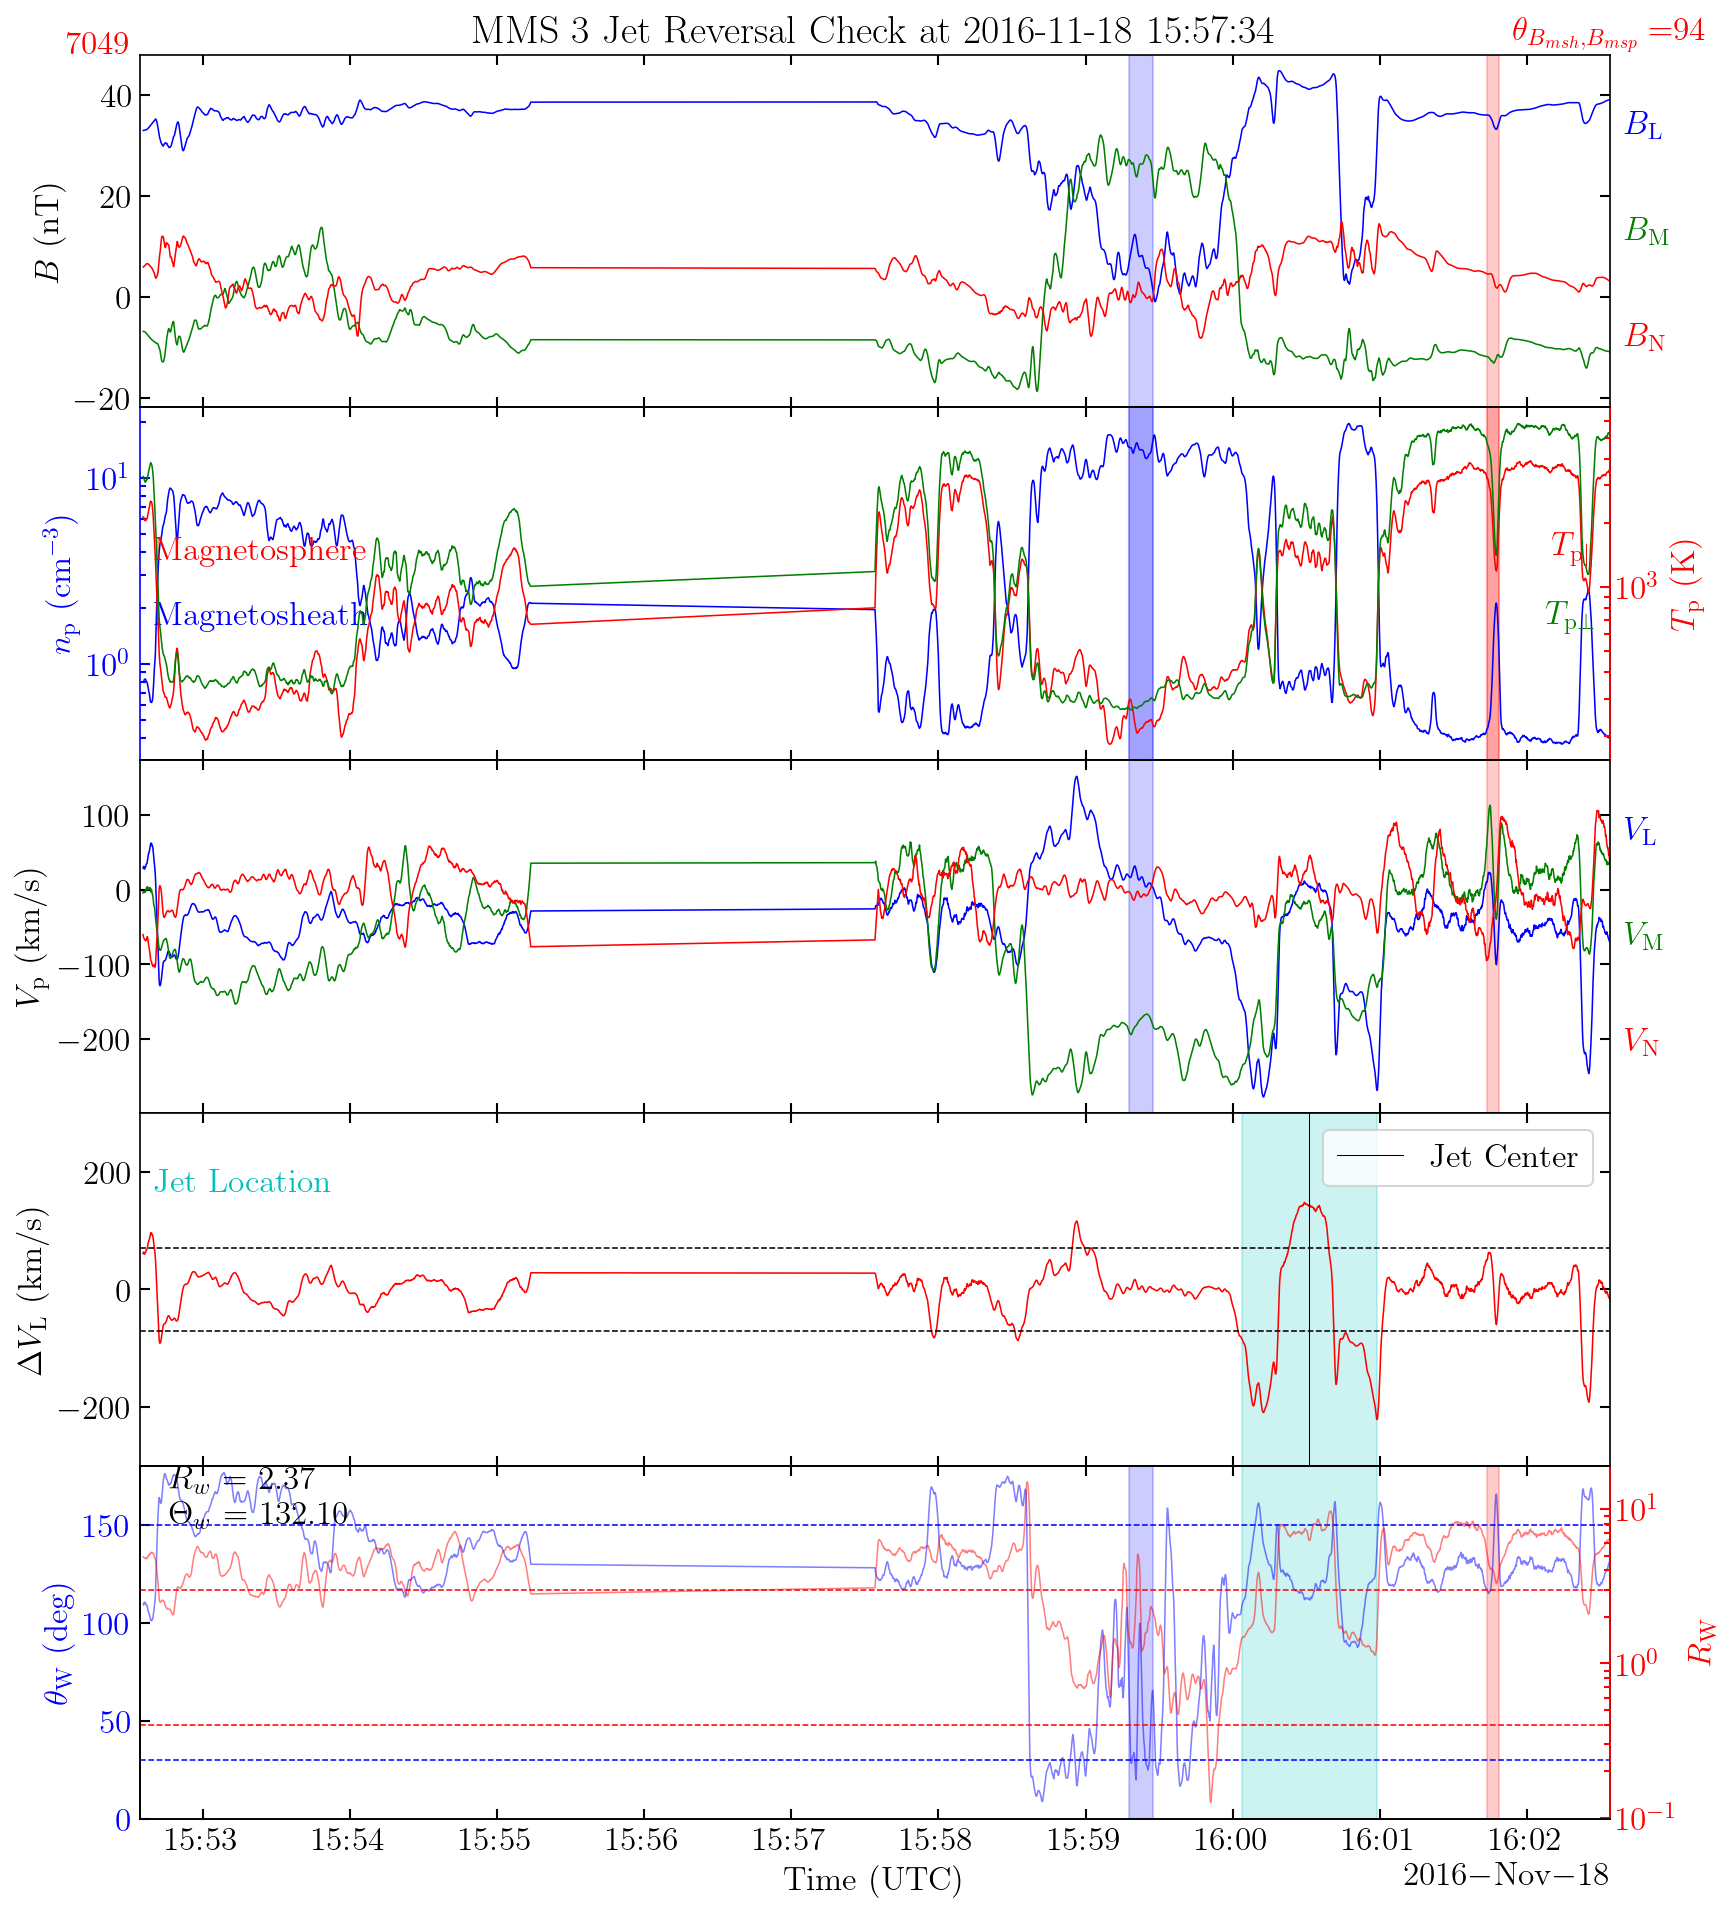 7049
MMS 3 Jet Reversal Check at 2016-11-18 15:57:34
θ_{B_{msh},B_{msp}} =94
40
20
0
−20
B (nT)
B_L
B_M
B_N
10^1
10^0
n_p (cm^{−3})
Magnetosphere
Magnetosheath
T_{p∥}
T_{p⊥}
10^3
T_p (K)
100
0
−100
−200
V_p (km/s)
V_L
V_M
V_N
200
0
−200
ΔV_L (km/s)
Jet Location
Jet Center
R_w = 2.37
Θ_w = 132.10
150
100
50
0
θ_W (deg)
10^1
10^0
10^{−1}
R_W
15:53 15:54 15:55 15:56 15:57 15:58 15:59 16:00 16:01 16:02
Time (UTC)
2016−Nov−18